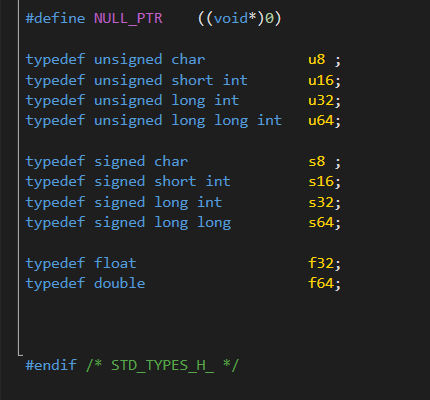 #define NULL_PTR    ((void*)0)
typedef unsigned char            u8 ;
typedef unsigned short int       u16;
typedef unsigned long int        u32;
typedef unsigned long long int   u64;
typedef signed char              s8 ;
typedef signed short int         s16;
typedef signed long int          s32;
typedef signed long long         s64;
typedef float                    f32;
typedef double                   f64;
#endif /* STD_TYPES_H_ */